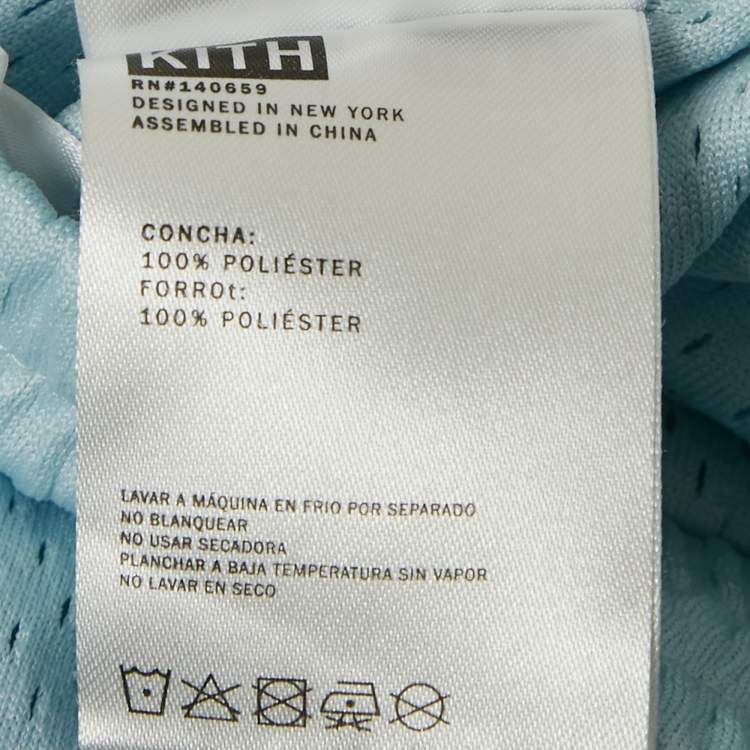 KITH
RN#140659
DESIGNED IN NEW YORK
ASSEMBLED IN CHINA
CONCHA:
100% POLIÉSTER
FORROt:
100% POLIÉSTER
LAVAR A MÁQUINA EN FRIO POR SEPARADO
NO BLANQUEAR
NO USAR SECADORA
PLANCHAR A BAJA TEMPERATURA SIN VAPOR
NO LAVAR EN SECO